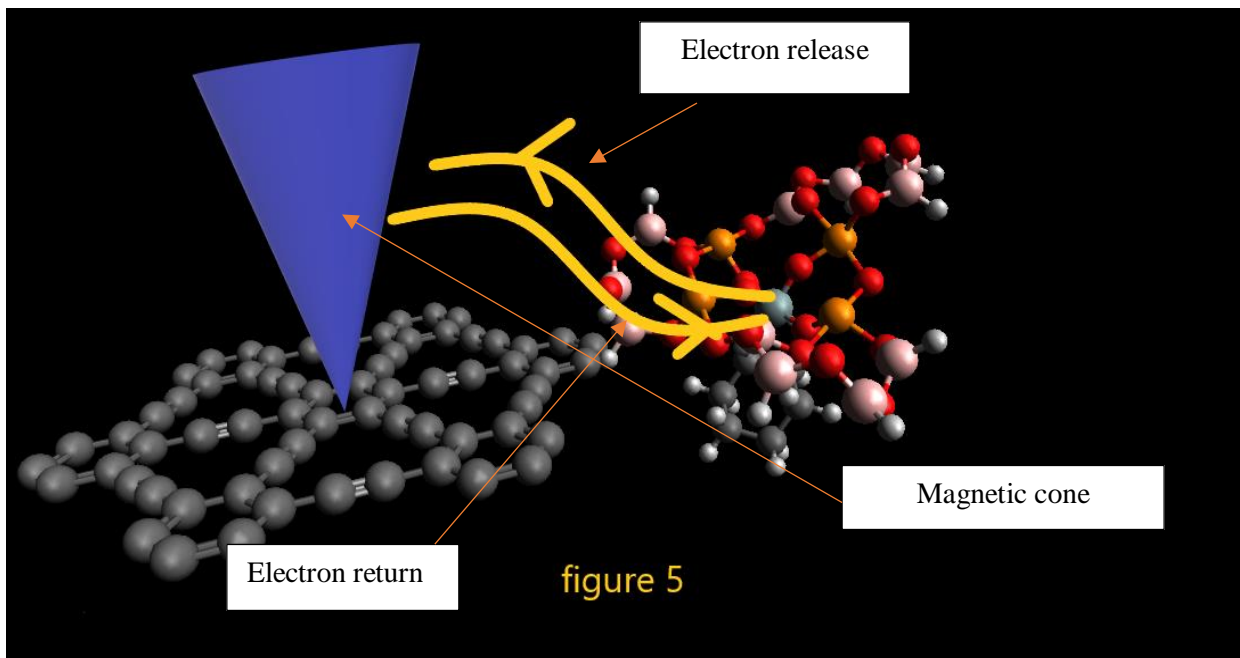 Electron release
Magnetic cone
Electron return
figure 5